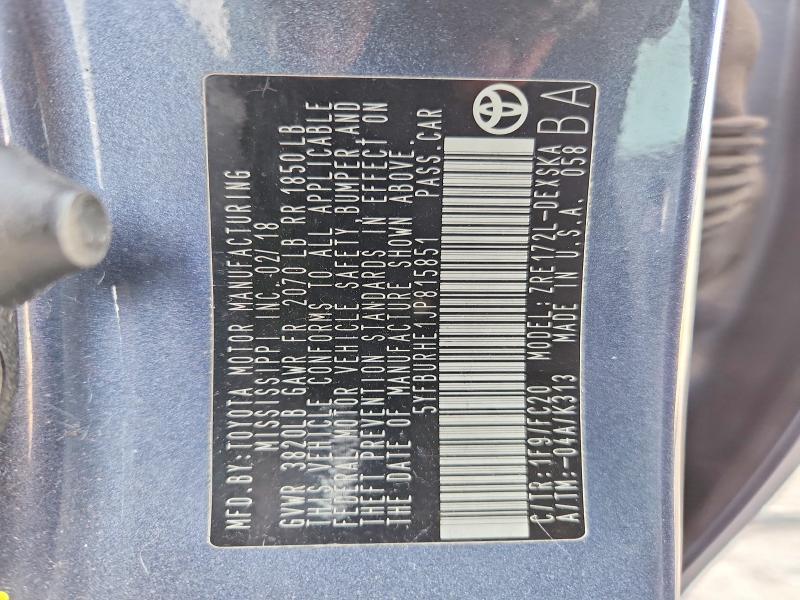 MFD.BY:TOYOTA MOTOR MANUFACTURING
MISSISSIPPI INC. 02/18
GVWR 3820LB GAWR FR 2070 LB RR 1850 LB
THIS VEHICLE CONFORMS TO ALL APPLICABLE
FEDERAL MOTOR VEHICLE SAFETY, BUMPER, AND
THEFT PREVENTION STANDARDS IN EFFECT ON
THE DATE OF MANUFACTURE SHOWN ABOVE.
5YFBURHE1JP815851 PASS.CAR
C/TR:1F9/FC20 MODEL:ZRE172L-DEXSKA
A/TM:-04A/K313 MADE IN U.S.A. 058 BA